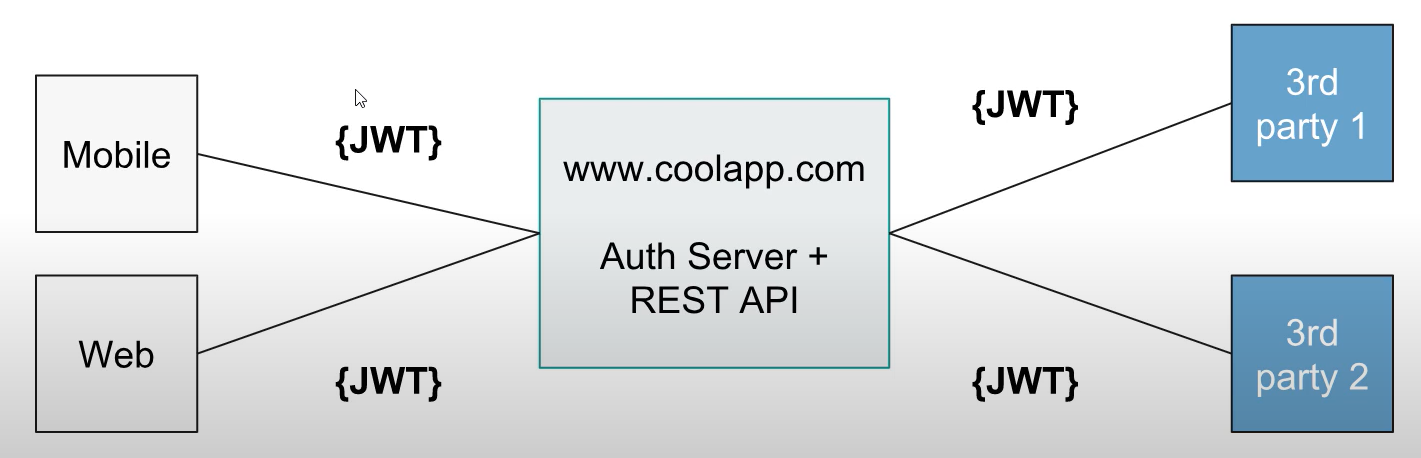 Mobile
{JWT}
Web
{JWT}
www.coolapp.com
Auth Server +
REST API
{JWT}
3rd
party 1
{JWT}
3rd
party 2